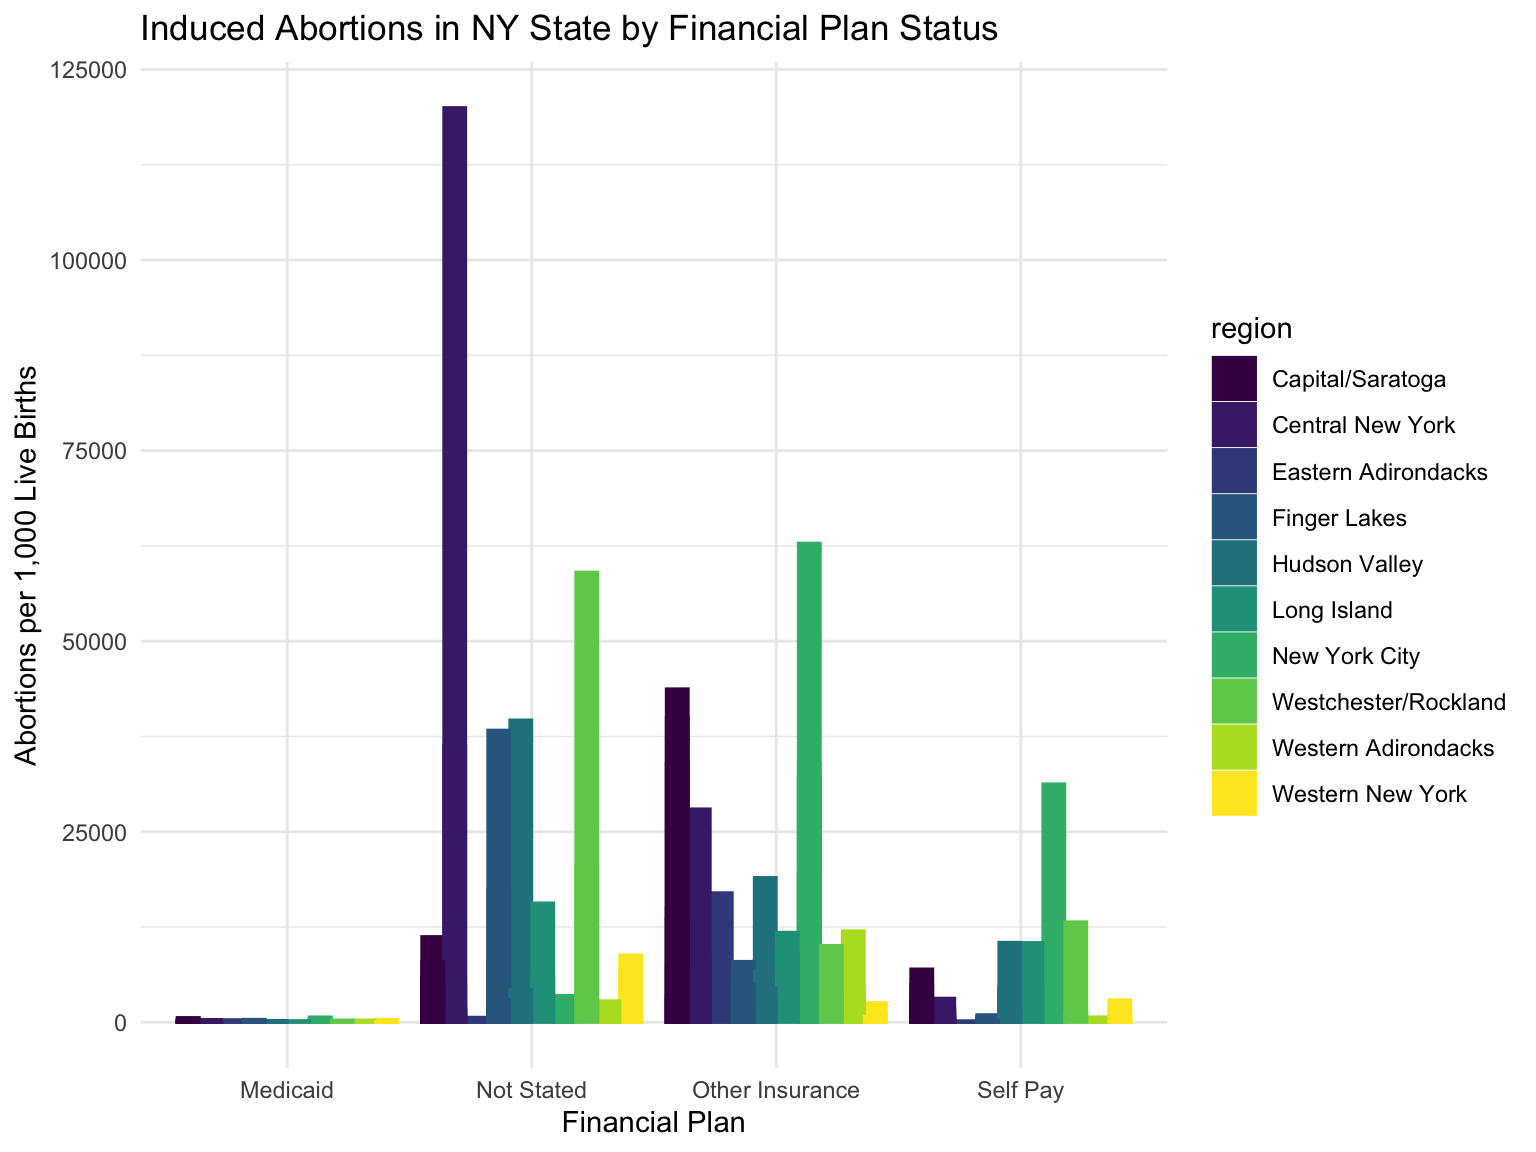 Induced Abortions in NY State by Financial Plan Status
125000
100000
75000
50000
25000
0
Abortions per 1,000 Live Births
Medicaid
Not Stated
Other Insurance
Self Pay
Financial Plan
region
Capital/Saratoga
Central New York
Eastern Adirondacks
Finger Lakes
Hudson Valley
Long Island
New York City
Westchester/Rockland
Western Adirondacks
Western New York